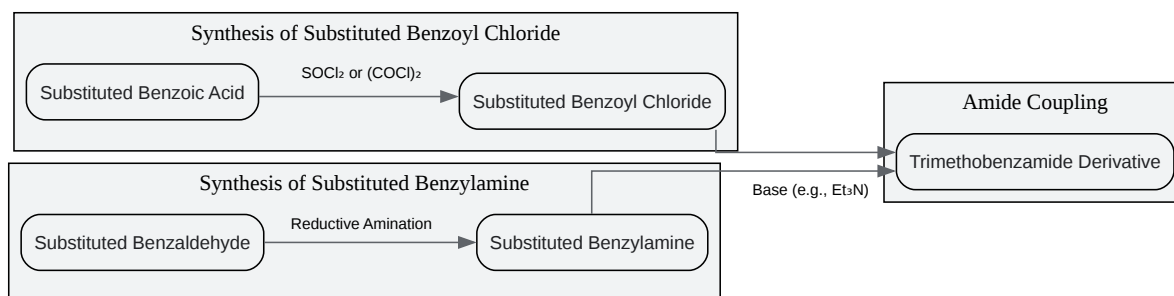 Synthesis of Substituted Benzoyl Chloride
SOCl₂ or (COCl)₂
Substituted Benzoic Acid
Substituted Benzoyl Chloride
Synthesis of Substituted Benzylamine
Reductive Amination
Substituted Benzaldehyde
Substituted Benzylamine
Base (e.g., Et₃N)
Amide Coupling
Trimethobenzamide Derivative